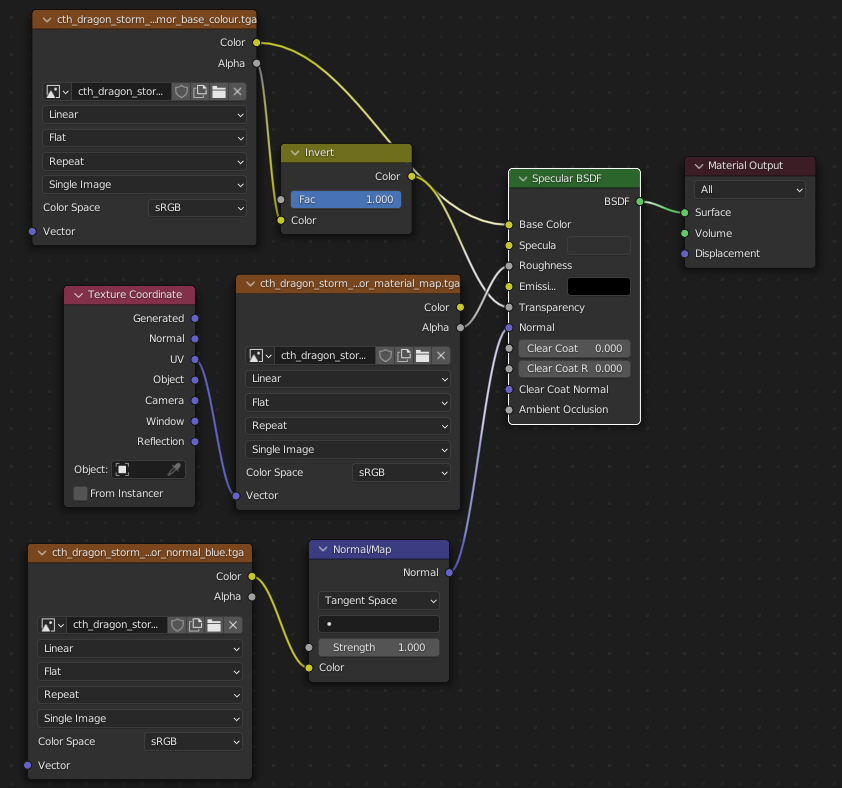 cth_dragon_storm_...mor_base_colour.tga
Color
Alpha
cth_dragon_stor...
Linear
Flat
Repeat
Single Image
Color Space sRGB
Vector
Invert
Color
Fac 1.000
Color
Specular BSDF
BSDF
Base Color
Specula
Roughness
Emissi...
Transparency
Normal
Clear Coat 0.000
Clear Coat R 0.000
Clear Coat Normal
Ambient Occlusion
Material Output
All
Surface
Volume
Displacement
Texture Coordinate
Generated
Normal
UV
Object
Camera
Window
Reflection
Object:
From Instancer
cth_dragon_storm_...or_material_map.tga
Color
Alpha
cth_dragon_stor...
Linear
Flat
Repeat
Single Image
Color Space sRGB
Vector
cth_dragon_storm_...or_normal_blue.tga
Color
Alpha
cth_dragon_stor...
Linear
Flat
Repeat
Single Image
Color Space sRGB
Vector
Normal/Map
Normal
Tangent Space
Strength 1.000
Color